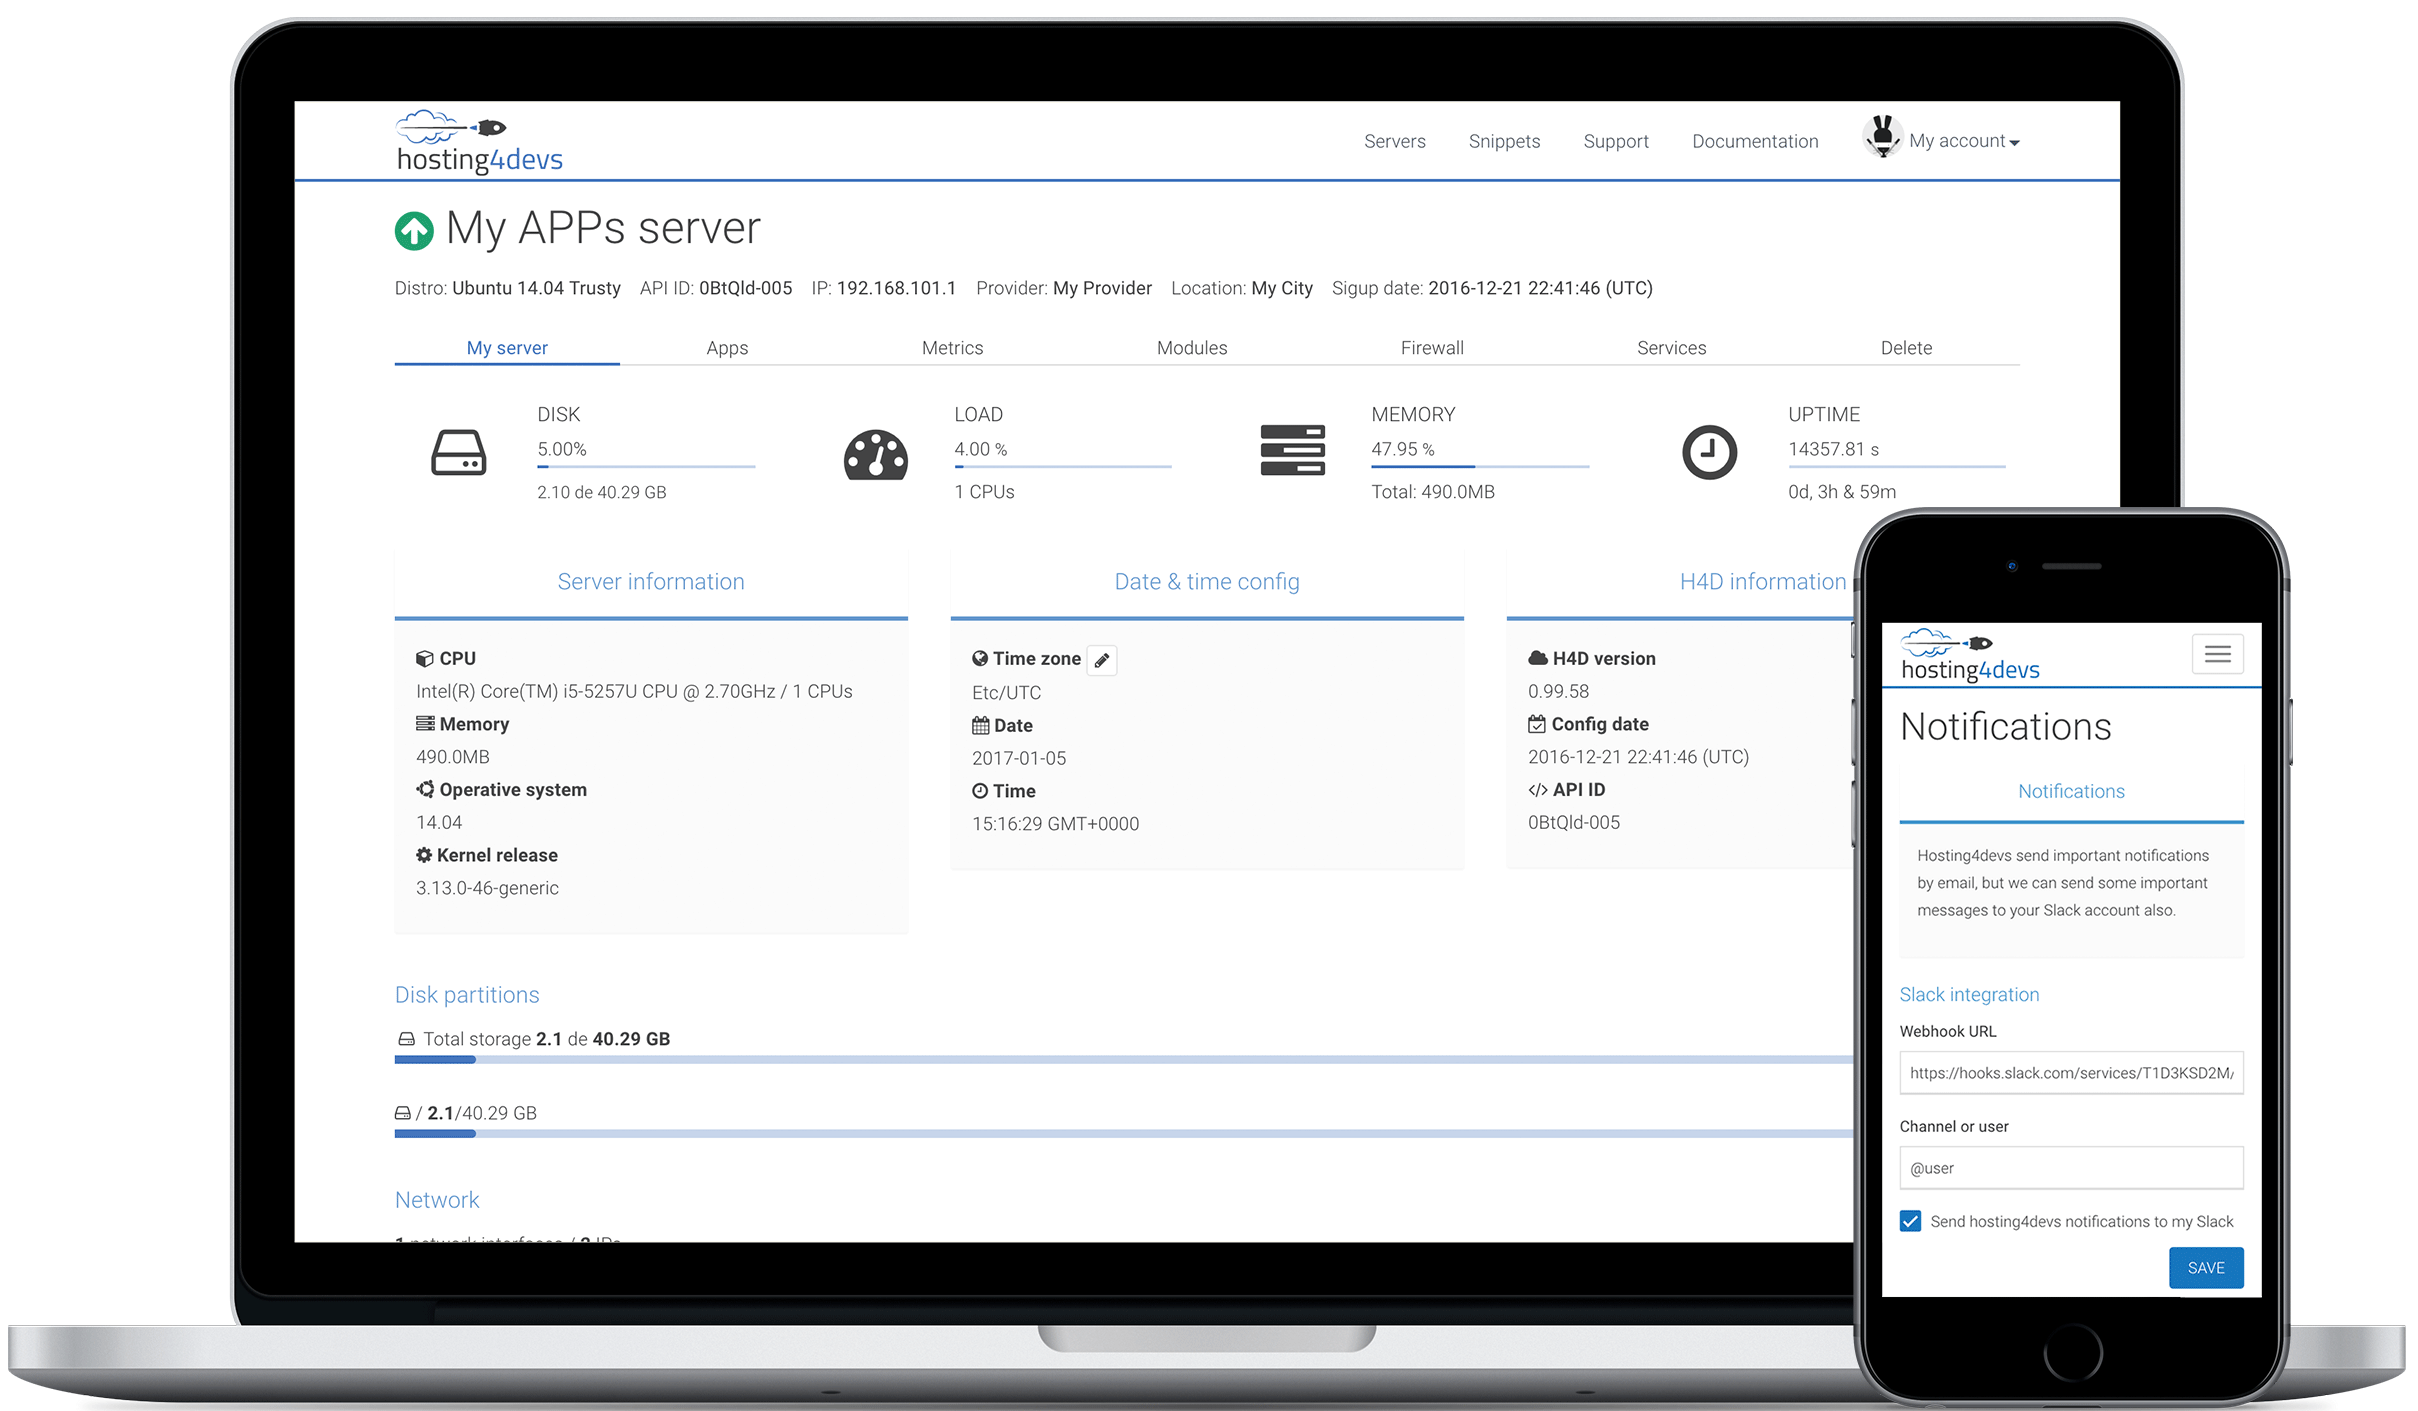 hosting4devs
Servers Snippets Support Documentation My account
My APPs server
Distro: Ubuntu 14.04 Trusty API ID: 0BtQld-005 IP: 192.168.101.1 Provider: My Provider Location: My City Sigup date: 2016-12-21 22:41:46 (UTC)
My server Apps Metrics Modules Firewall Services Delete
DISK
5.00%
2.10 de 40.29 GB
LOAD
4.00 %
1 CPUs
MEMORY
47.95 %
Total: 490.0MB
UPTIME
14357.81 s
0d, 3h & 59m
Server information
CPU
Intel(R) Core(TM) i5-5257U CPU @ 2.70GHz / 1 CPUs
Memory
490.0MB
Operative system
14.04
Kernel release
3.13.0-46-generic
Date & time config
Time zone
Etc/UTC
Date
2017-01-05
Time
15:16:29 GMT+0000
H4D information
H4D version
0.99.58
Config date
2016-12-21 22:41:46 (UTC)
</> API ID
0BtQld-005
Disk partitions
Total storage 2.1 de 40.29 GB
/ 2.1/40.29 GB
Network
1 network interfaces / 2 IPs
hosting4devs
Notifications
Notifications
Hosting4devs send important notifications
by email, but we can send some important
messages to your Slack account also.
Slack integration
Webhook URL
https://hooks.slack.com/services/T1D3KSD2M/
Channel or user
@user
Send hosting4devs notifications to my Slack
SAVE